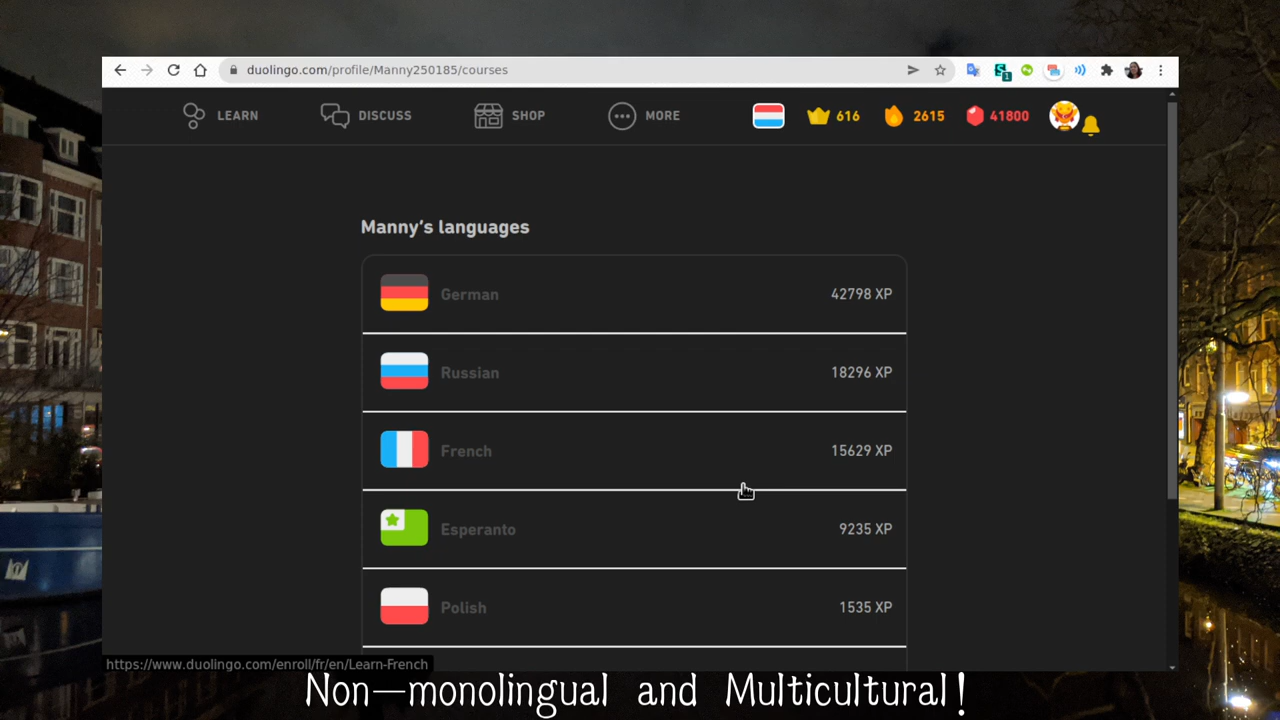 duolingo.com/profile/Manny250185/courses
LEARN DISCUSS SHOP MORE 616 2615 41800
Manny's languages
German 42798 XP
Russian 18296 XP
French 15629 XP
Esperanto 9235 XP
Polish 1535 XP
https://www.duolingo.com/enroll/fr/en/Learn-French
Non—monolingual and Multicultural!